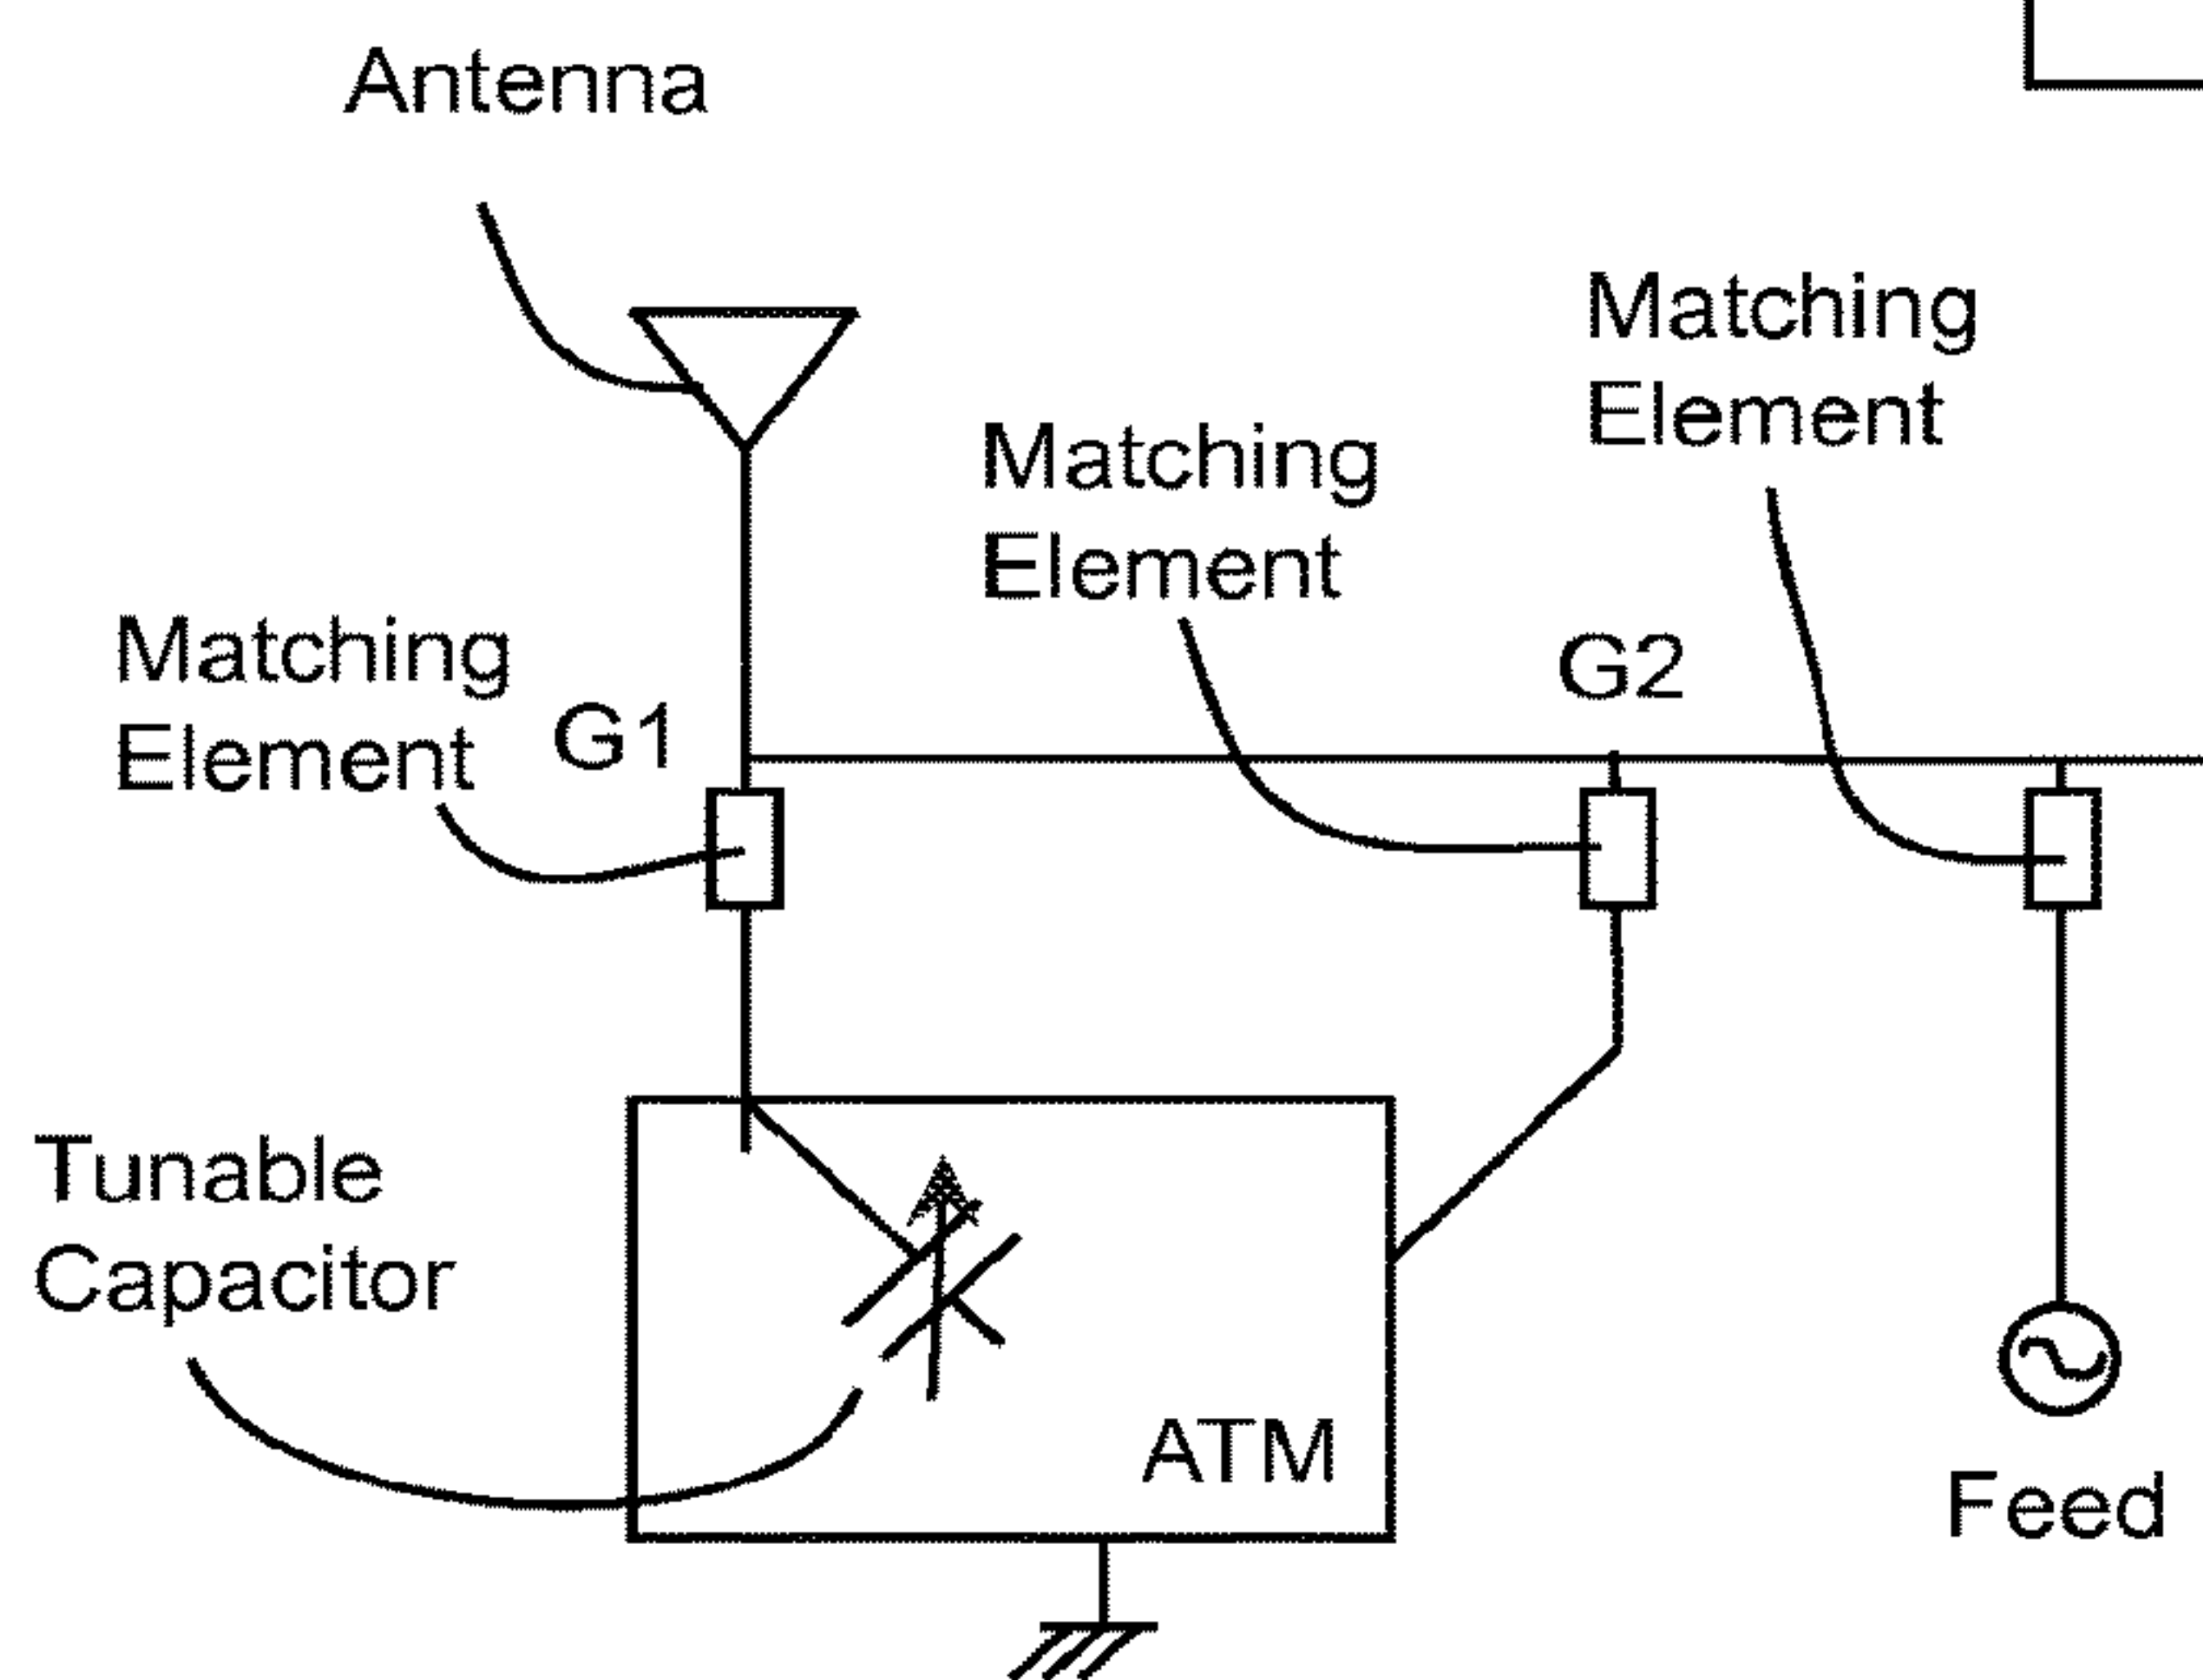 Antenna
Matching
Element
Matching
Element
G2
Matching
Element
G1
Tunable
Capacitor
ATM
Feed